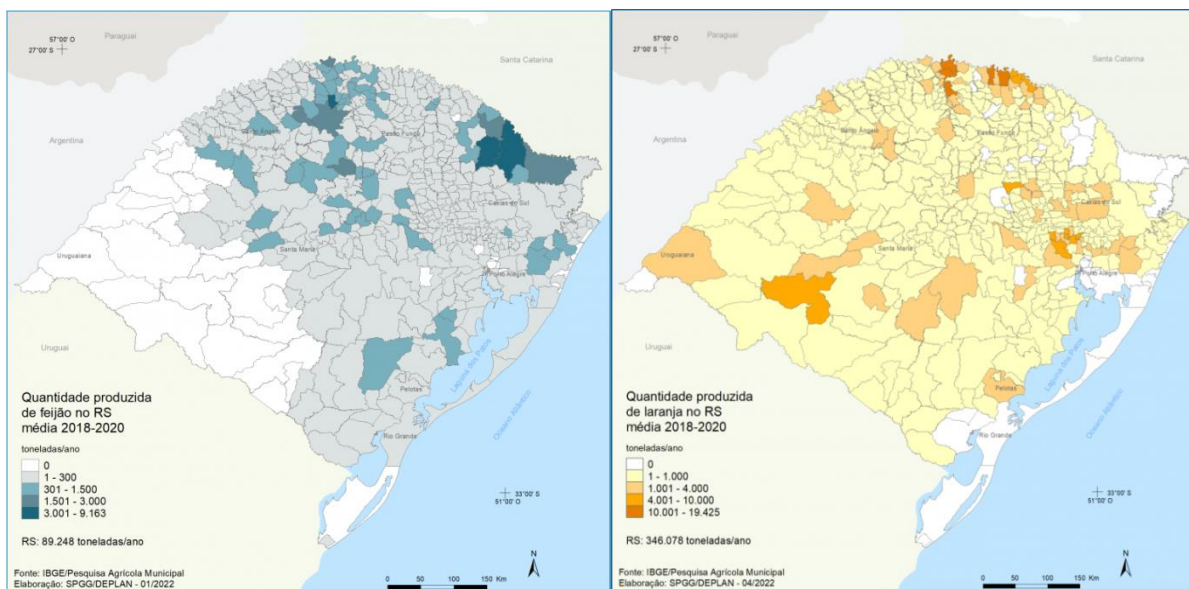 57°00' O
27°00' S
Paraguai
Santa Catarina
Argentina
Santo Ângelo
Passo Fundo
Caxias do Sul
Santa Maria
Uruguaiana
Porto Alegre
Uruguai
Laguna dos Patos
Pelotas
Oceano Atlântico
Rio Grande
Quantidade produzida
de feijão no RS
média 2018-2020
toneladas/ano
0
1 - 300
301 - 1.500
1.501 - 3.000
3.001 - 9.163
33°00' S
51°00' O
RS: 89.248 toneladas/ano
N
Fonte: IBGE/Pesquisa Agrícola Municipal
Elaboração: SPGG/DEPLAN - 01/2022
0 50 100 150 Km
57°00' O
27°00' S
Paraguai
Santa Catarina
Argentina
Santo Ângelo
Passo Fundo
Caxias do Sul
Santa Maria
Uruguaiana
Porto Alegre
Uruguai
Laguna dos Patos
Pelotas
Oceano Atlântico
Rio Grande
Quantidade produzida
de laranja no RS
média 2018-2020
toneladas/ano
0
1 - 1.000
1.001 - 4.000
4.001 - 10.000
10.001 - 19.425
33°00' S
51°00' O
RS: 346.078 toneladas/ano
N
Fonte: IBGE/Pesquisa Agrícola Municipal
Elaboração: SPGG/DEPLAN - 04/2022
0 50 100 150 Km